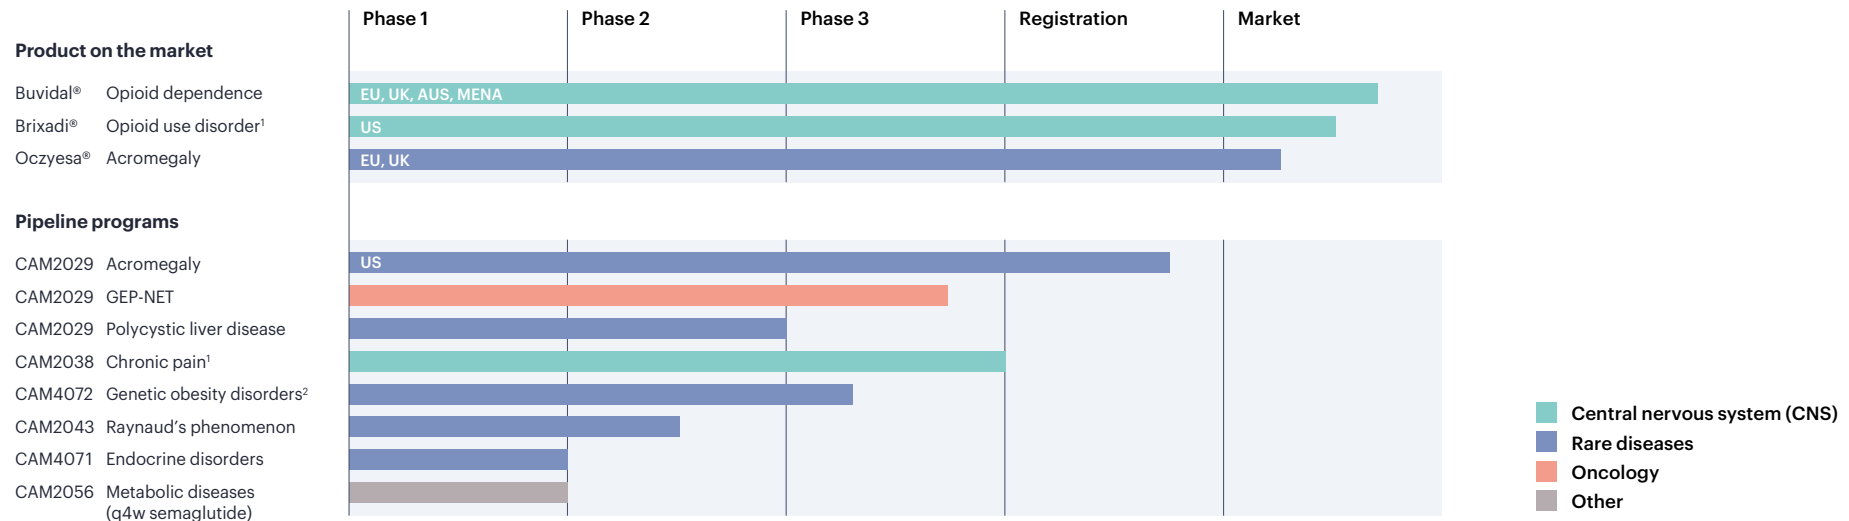 Phase 1 Phase 2 Phase 3 Registration Market
Product on the market
Buvidal® Opioid dependence EU, UK, AUS, MENA
Brixadi® Opioid use disorder¹ US
Oczyesa® Acromegaly EU, UK
Pipeline programs
CAM2029 Acromegaly US
CAM2029 GEP-NET
CAM2029 Polycystic liver disease
CAM2038 Chronic pain¹
CAM4072 Genetic obesity disorders²
CAM2043 Raynaud’s phenomenon
CAM4071 Endocrine disorders
CAM2056 Metabolic diseases
(q4w semaglutide)
Central nervous system (CNS)
Rare diseases
Oncology
Other